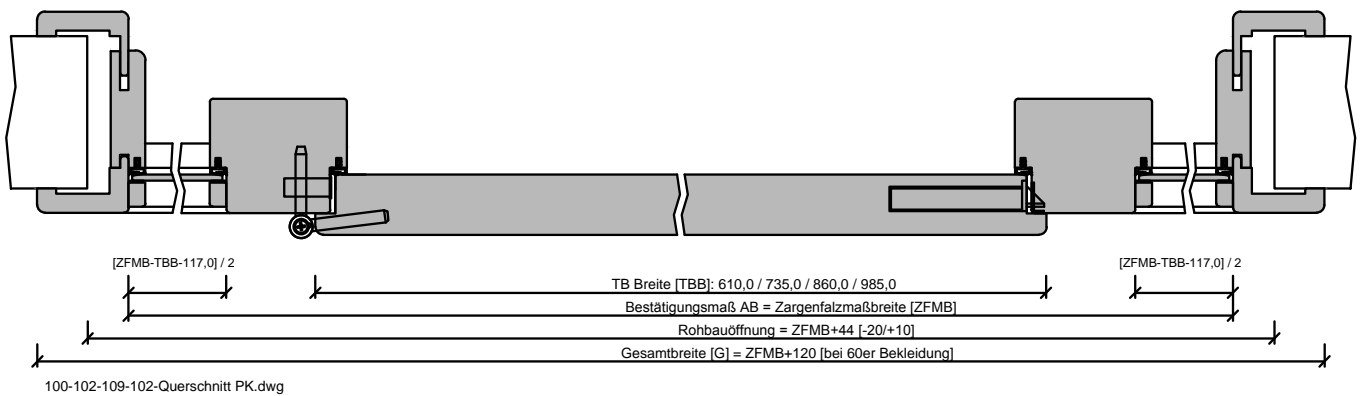 [ZFMB-TBB-117,0] / 2
[ZFMB-TBB-117,0] / 2
TB Breite [TBB]: 610,0 / 735,0 / 860,0 / 985,0
Bestätigungsmaß AB = Zargenfalzmaßbreite [ZFMB]
Rohbauöffnung = ZFMB+44 [-20/+10]
Gesamtbreite [G] = ZFMB+120 [bei 60er Bekleidung]
100-102-109-102-Querschnitt PK.dwg